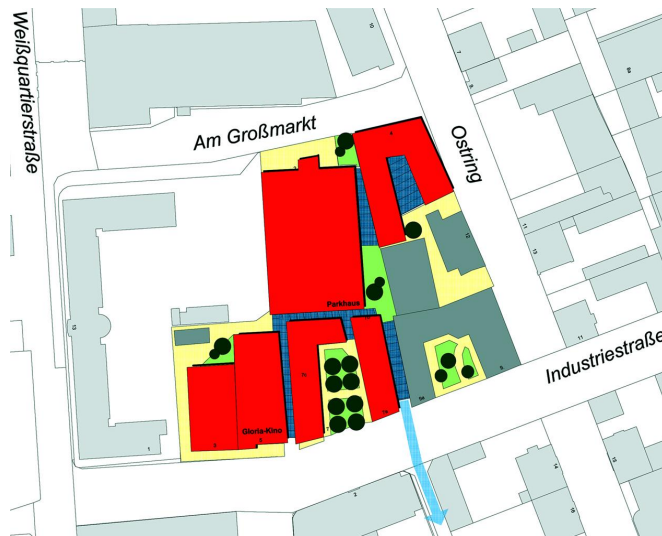 Weißquartierstraße
Am Großmarkt
Ostring
Parkhaus
Industriestraße
Gloria-Kino